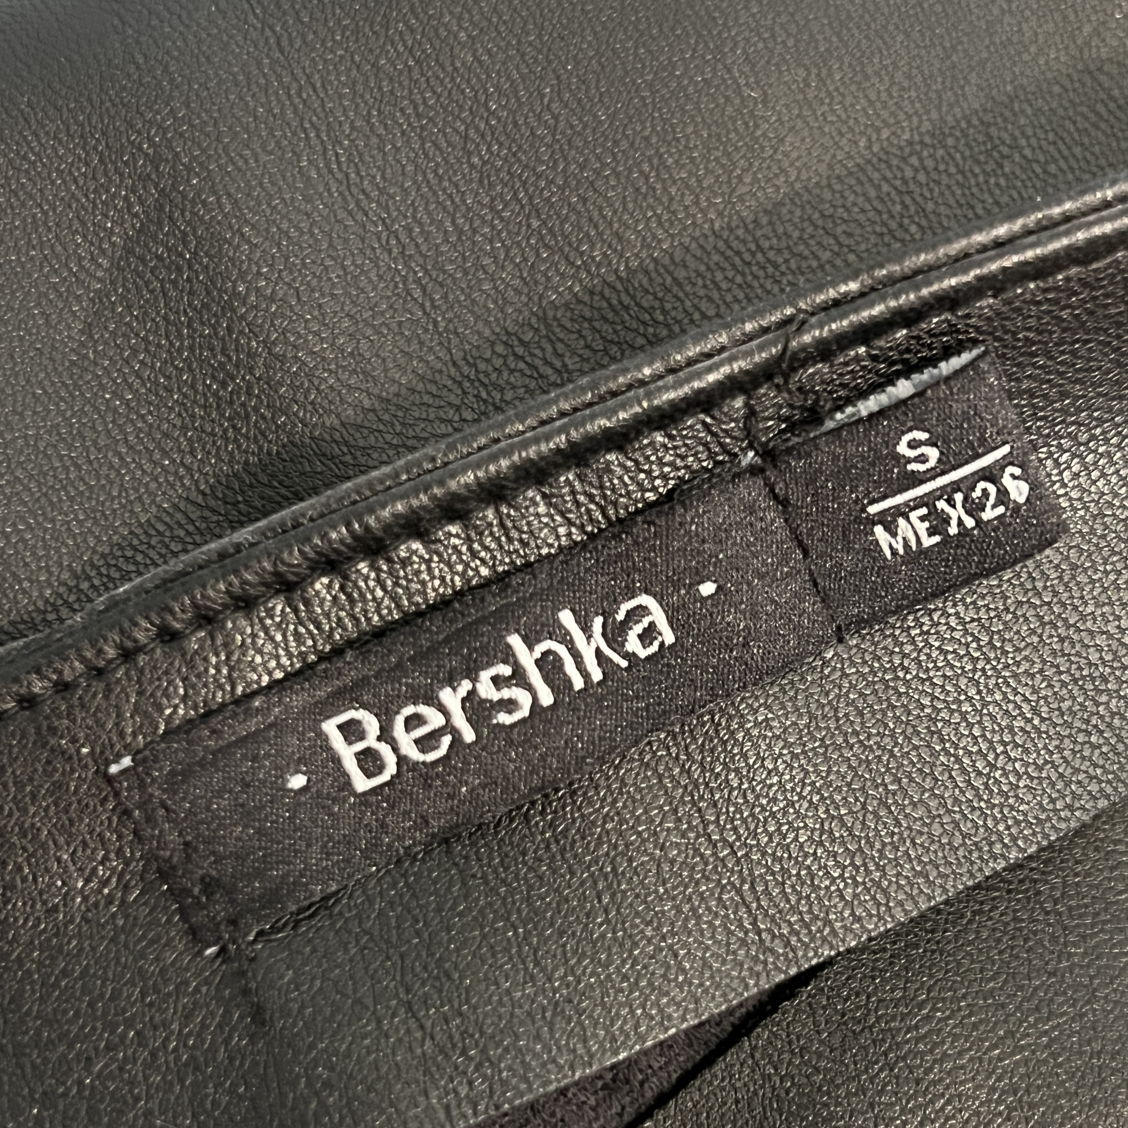 · Bershka ·
S
MEX 26